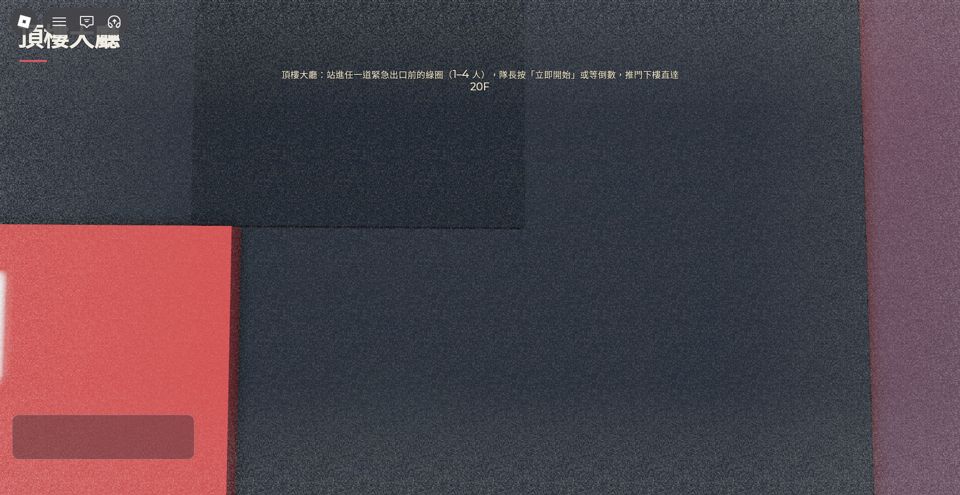 頂樓大廳
頂樓大廳：站進任一道緊急出口前的綠圈（1–4 人），隊長按「立即開始」或等倒數，推門下樓直達
20F